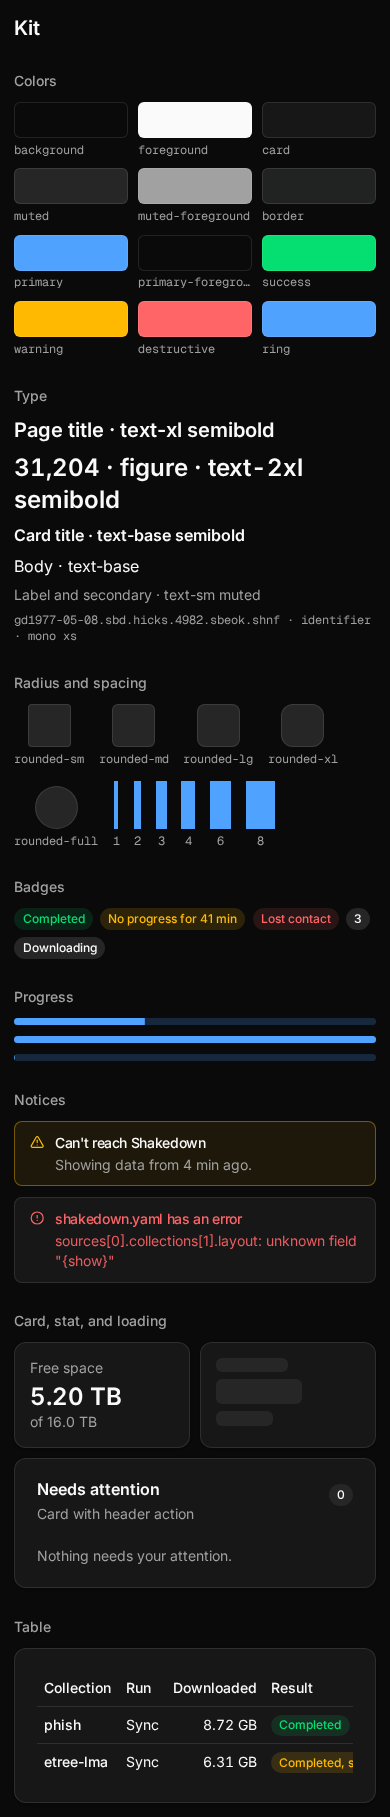 Kit
Colors
background foreground card
muted muted-foreground border
primary primary-foregro… success
warning destructive ring
Type
Page title · text-xl semibold
31,204 · figure · text-2xl
semibold
Card title · text-base semibold
Body · text-base
Label and secondary · text-sm muted
gd1977-05-08.sbd.hicks.4982.sbeok.shnf · identifier
· mono xs
Radius and spacing
rounded-sm rounded-md rounded-lg rounded-xl
rounded-full 1 2 3 4 6 8
Badges
Completed No progress for 41 min Lost contact 3
Downloading
Progress
Notices
Can't reach Shakedown
Showing data from 4 min ago.
shakedown.yaml has an error
sources[0].collections[1].layout: unknown field
"{show}"
Card, stat, and loading
Free space
5.20 TB
of 16.0 TB
Needs attention 0
Card with header action
Nothing needs your attention.
Table
Collection Run Downloaded Result
phish Sync 8.72 GB Completed
etree-lma Sync 6.31 GB Completed, s